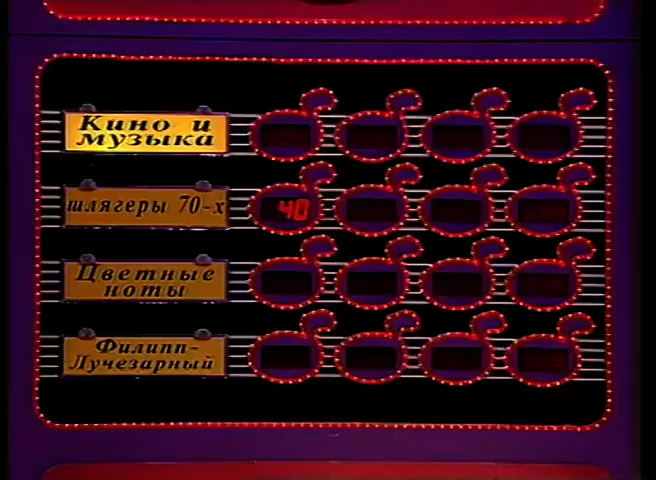 Кино и
музыка
шлягеры 70-х
40
Цветные
ноты
Филипп-
Лучезарный